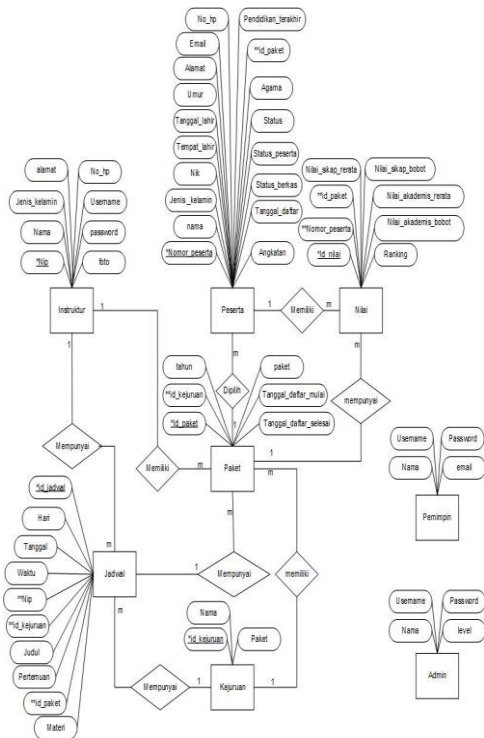 No_hp
Pendidikan_terakhir
Email
**id_paket
Alamat
Agama
Umur
Status
Tanggal_lahir
Status_peserta
Tempat_lahir
Status_berkas
Nik
Tanggal_daftar
Jenis_kelamin
nama
*Nomor_peserta
Angkatan
alamat
No_hp
Jenis_kelamin
Username
Nama
password
*Nip
foto
Nilai_sikap_rerata
Nilai_sikap_bobot
**id_paket
Nilai_akademis_rerata
**Nomor_peserta
Nilai_akademis_bobot
*id_nilai
Ranking
Instruktur
Peserta
1
Memiliki
m
Nilai
1
1
m
m
Dipilih
1
mempunyai
1
tahun
paket
**id_kejuruan
Tanggal_daftar_mulai
*id_paket
Tanggal_daftar_selesai
Mempunyai
m
Memiliki
m
Paket
m
m
Username
Password
Nama
email
Pemimpin
*id_jadwal
Hari
Tanggal
Waktu
**Nip
**id_kejuruan
Judul
Pertemuan
**id_paket
Materi
Jadwal
m
1
Mempunyai
memiliki
Nama
*id_kejuruan
Paket
Mempunyai
1
Kejuruan
1
Username
Password
Nama
level
Admin